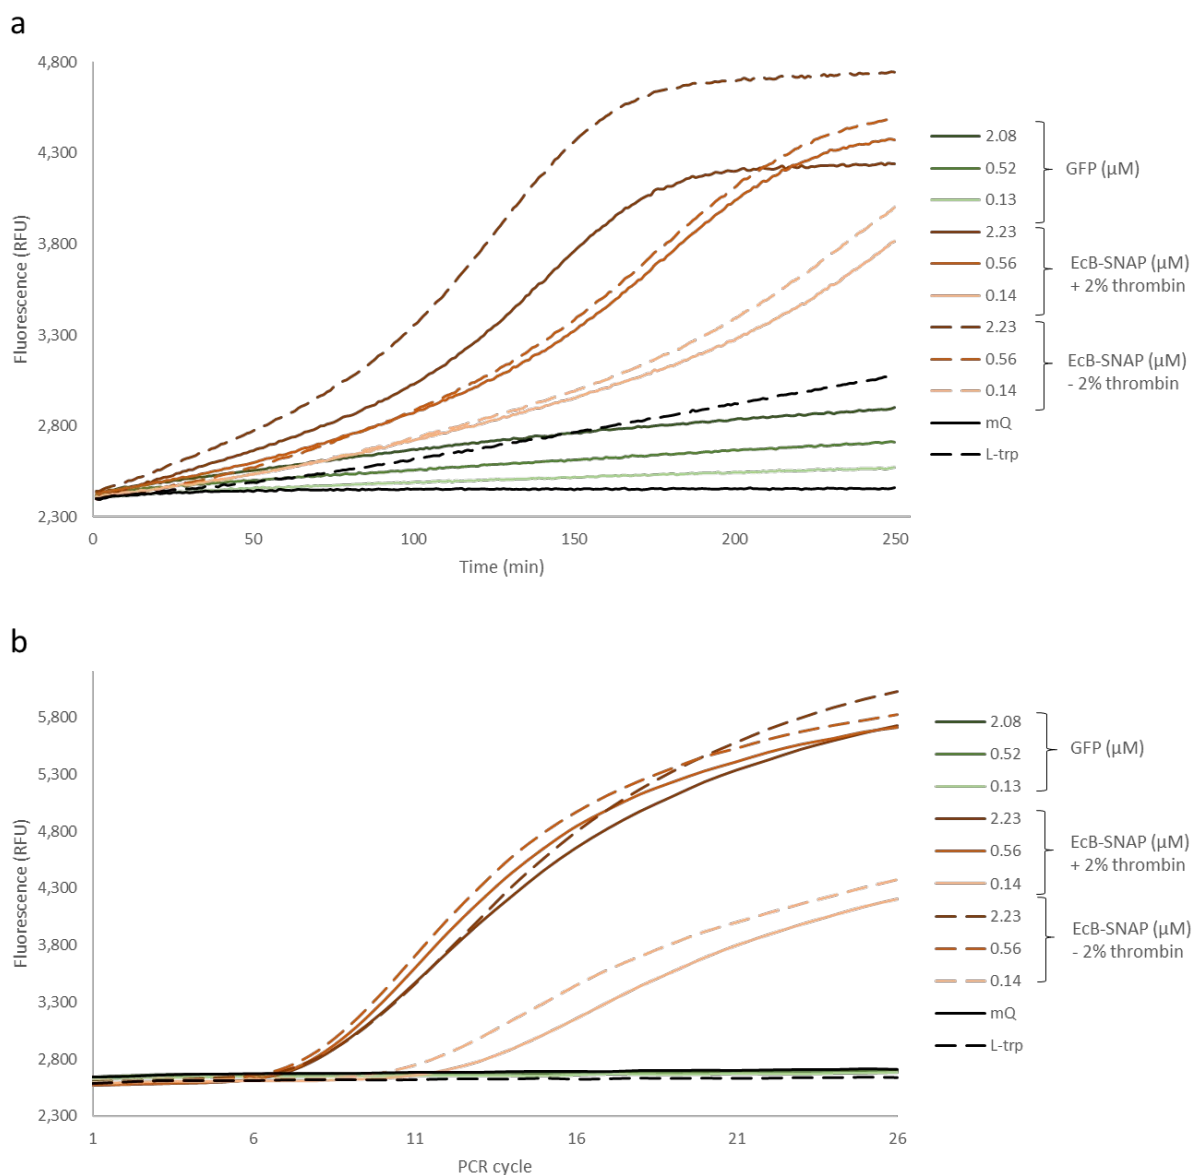 a
4,800
4,300
3,800
3,300
2,800
2,300
Fluorescence (RFU)
0
50
100
150
200
250
Time (min)
2.08
0.52
0.13
GFP (µM)
2.23
0.56
0.14
EcB-SNAP (µM)
+ 2% thrombin
2.23
0.56
0.14
EcB-SNAP (µM)
- 2% thrombin
mQ
L-trp
b
5,800
5,300
4,800
4,300
3,800
3,300
2,800
2,300
Fluorescence (RFU)
1
6
11
16
21
26
PCR cycle
2.08
0.52
0.13
GFP (µM)
2.23
0.56
0.14
EcB-SNAP (µM)
+ 2% thrombin
2.23
0.56
0.14
EcB-SNAP (µM)
- 2% thrombin
mQ
L-trp